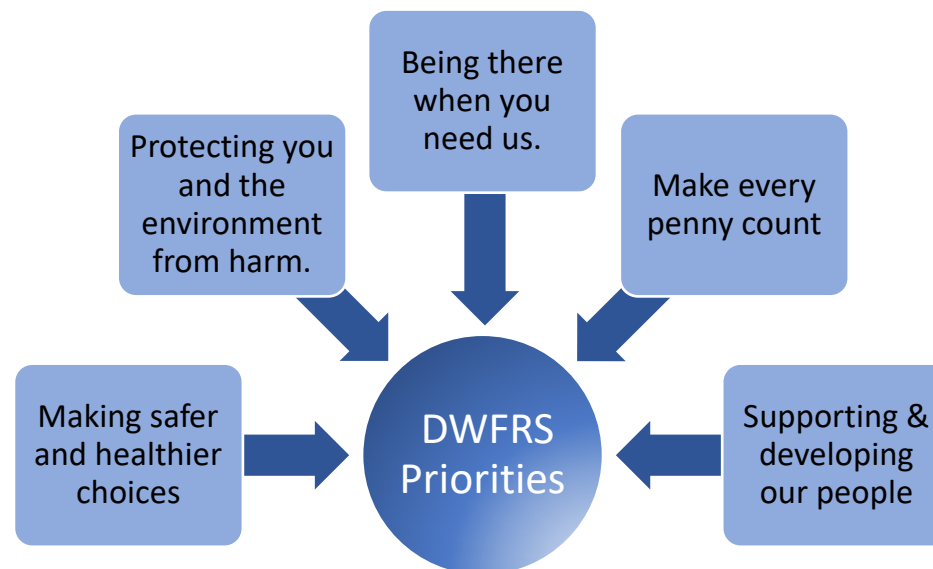 Being there
when you
need us.
Protecting you
and the
environment
from harm.
Make every
penny count
Making safer
and healthier
choices
DWFRS
Priorities
Supporting &
developing
our people